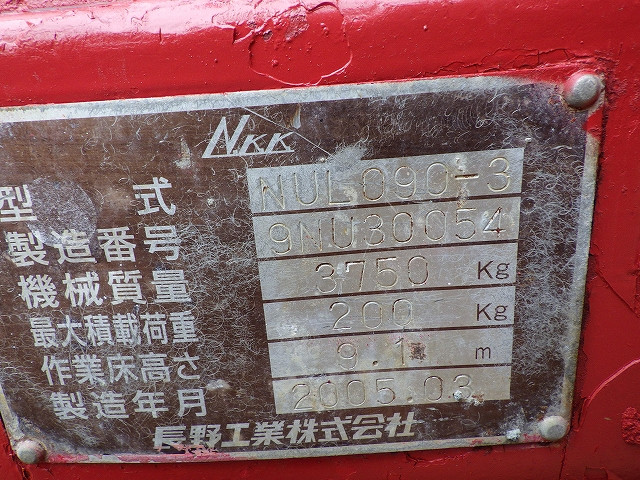 NKK
型式 NUL090-3
製造番号 9NU30054
機械質量 3750 Kg
最大積載荷重 200 Kg
作業床高さ 9.1 m
製造年月 2005.03
長野工業株式会社